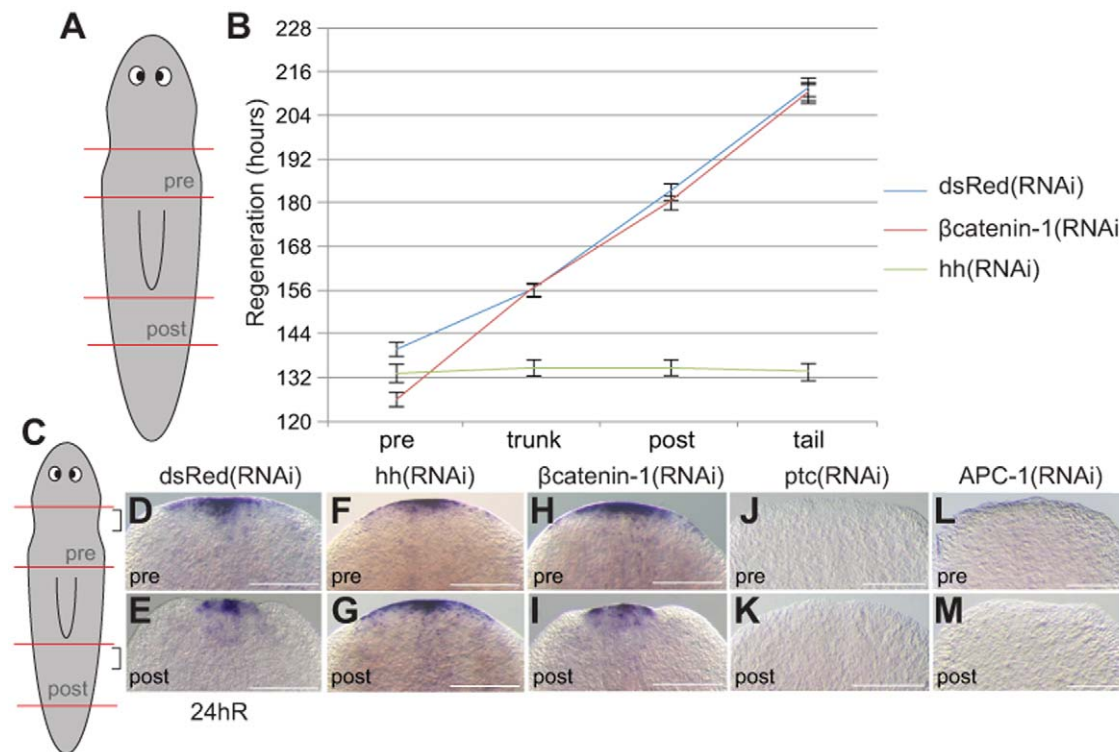 A
pre
post
B
Regeneration (hours)
228
216
204
192
180
168
156
144
132
120
pre trunk post tail
dsRed(RNAi)
βcatenin-1(RNAi
hh(RNAi)
C
pre
post
dsRed(RNAi) hh(RNAi) βcatenin-1(RNAi) ptc(RNAi) APC-1(RNAi)
D F H J L
pre pre pre pre pre
E G I K M
post post post post post
24hR